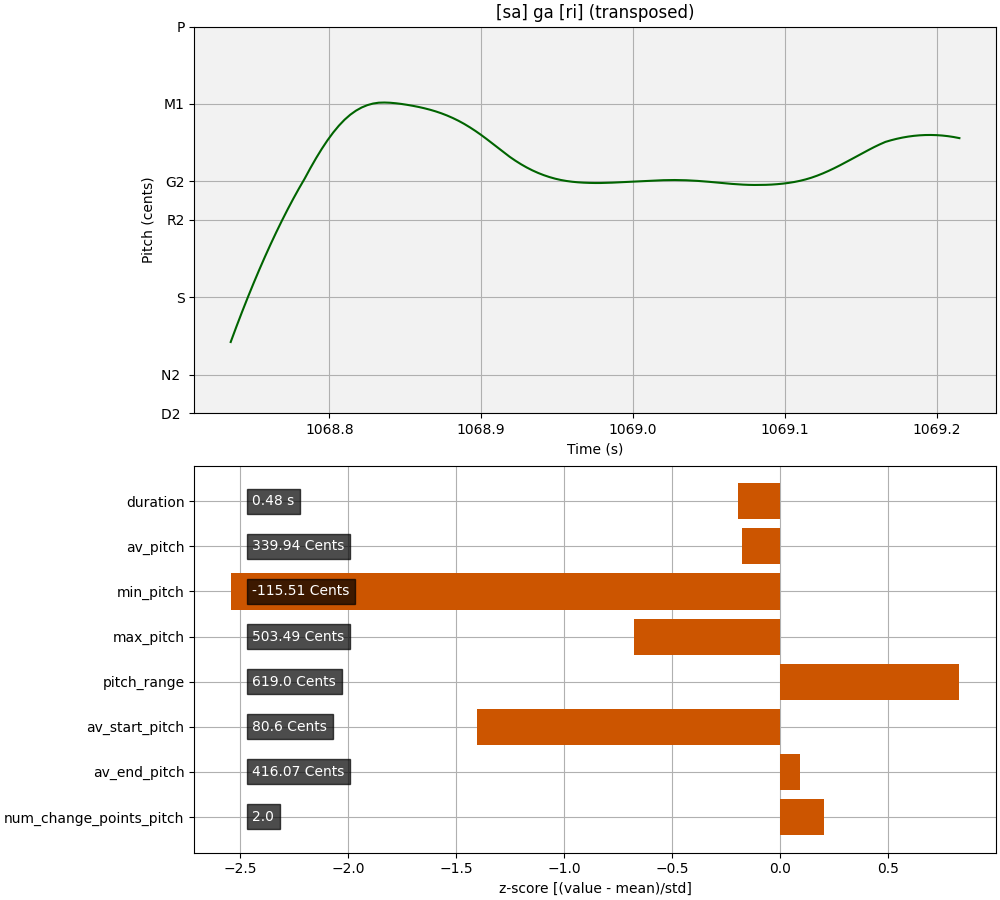 [sa] ga [ri] (transposed)
P
M1
G2
R2
S
N2
D2
Pitch (cents)
1068.8 1068.9 1069.0 1069.1 1069.2
Time (s)
duration 0.48 s
av_pitch 339.94 Cents
min_pitch -115.51 Cents
max_pitch 503.49 Cents
pitch_range 619.0 Cents
av_start_pitch 80.6 Cents
av_end_pitch 416.07 Cents
num_change_points_pitch 2.0
−2.5 −2.0 −1.5 −1.0 −0.5 0.0 0.5
z-score [(value - mean)/std]